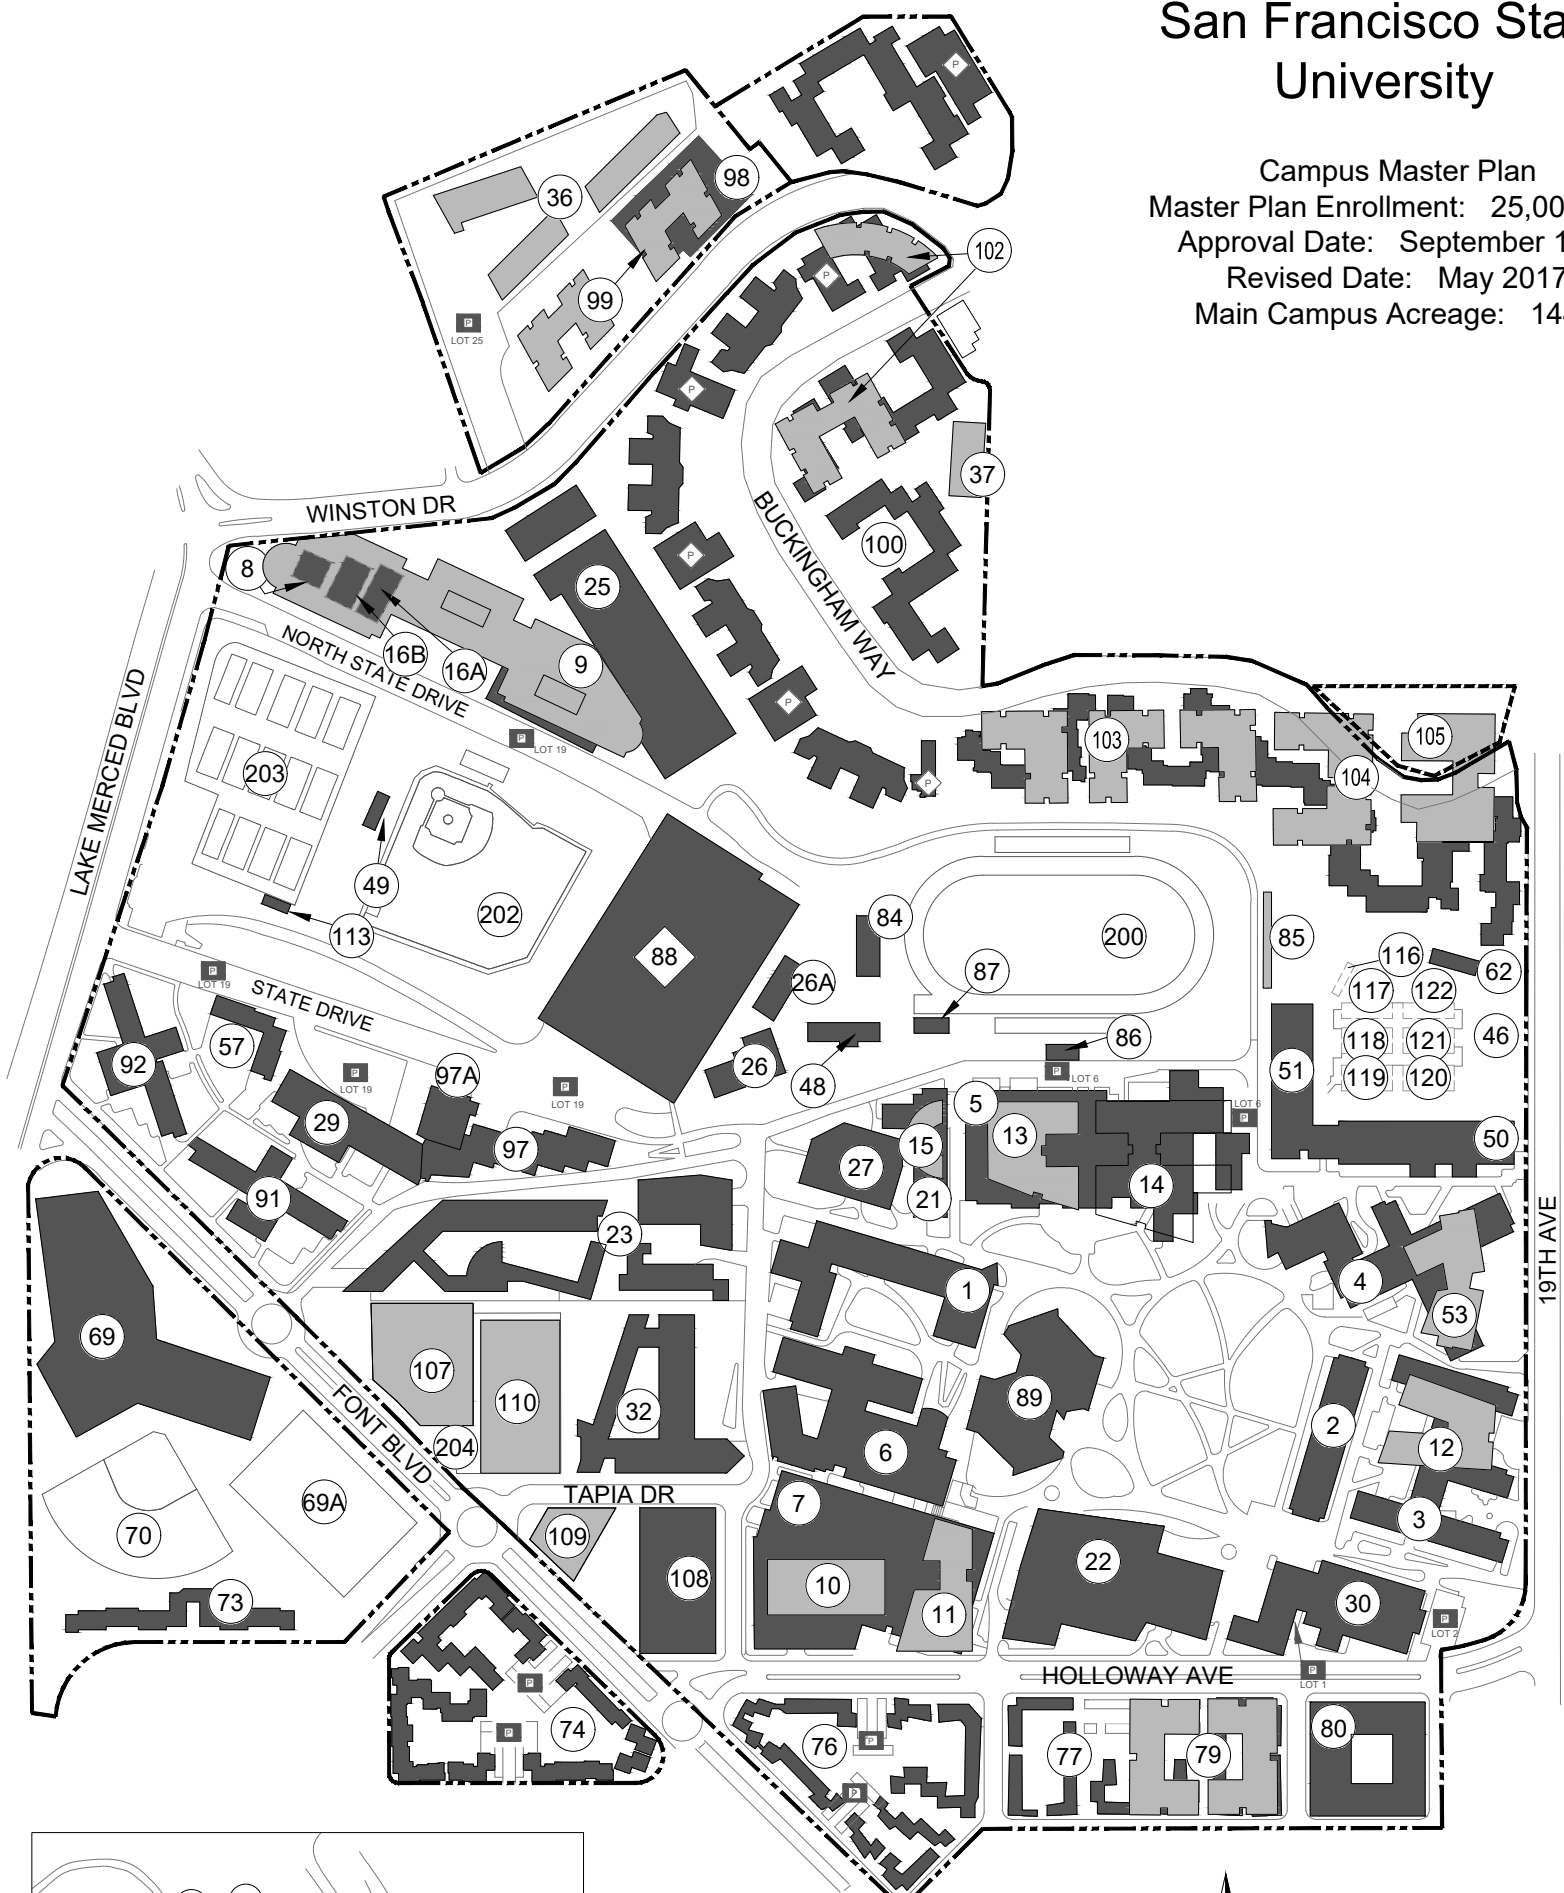 San Francisco Sta
University
Campus Master Plan
Master Plan Enrollment: 25,00
Approval Date: September 1
Revised Date: May 2017
Main Campus Acreage: 14
P
98
36
102
99
P
P
LOT 25
P
37
WINSTON DR
BUCKINGHAM WAY
100
P
8
25
16B
16A
9
NORTH STATE DRIVE
P
P
LOT 19
LAKE MERCED BLVD
103
105
104
P
203
49
202
113
84
200
85
88
116
62
87
26A
117
122
P
LOT 19
STATE DRIVE
57
92
86
46
118
121
48
26
51
119
120
97A
P
LOT 19
P
LOT 19
P
LOT 6
5
P
LOT 6
29
13
15
50
97
27
14
91
21
23
1
4
53
19TH AVE
69
107
110
89
32
2
12
FONT BLVD
204
6
69A
TAPIA DR
7
3
70
109
22
108
10
11
30
73
P
LOT 2
HOLLOWAY AVE
P
LOT 1
P
74
P
76
P
77
79
80
P